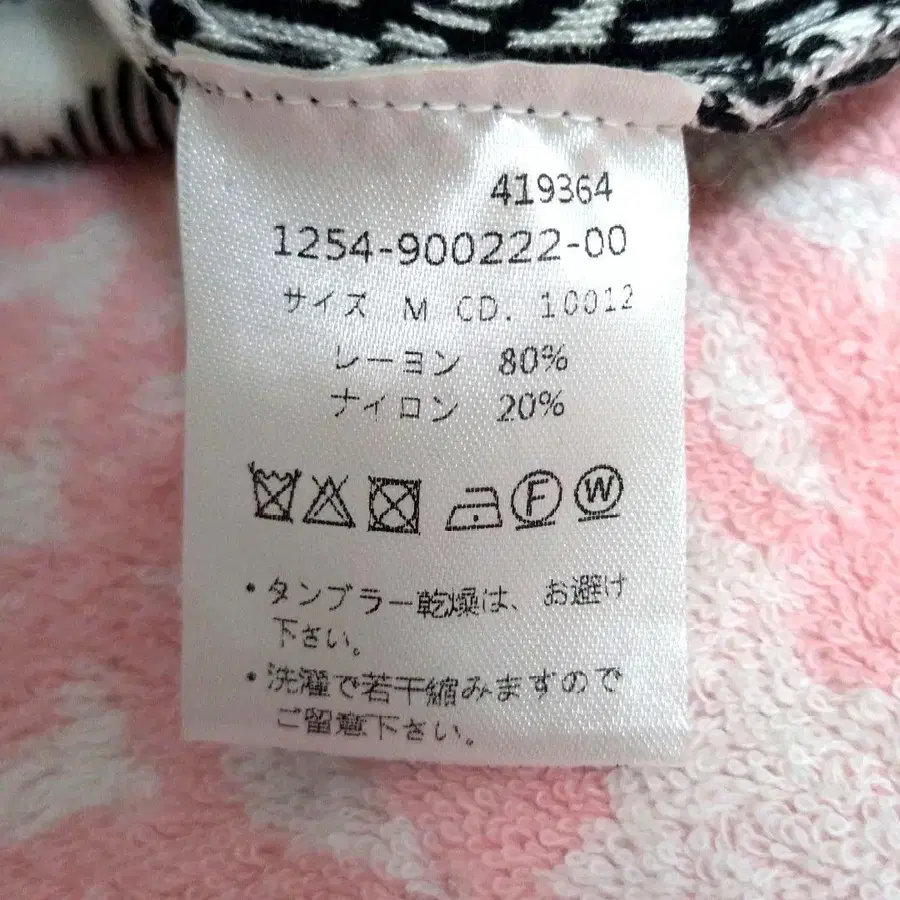 419364
1254-900222-00
サイズ M CD. 10012
レーヨン 80%
ナイロン 20%
F W
・タンブラー乾燥は、お避け
下さい。
・洗濯で若干縮みますので
ご留意下さい。